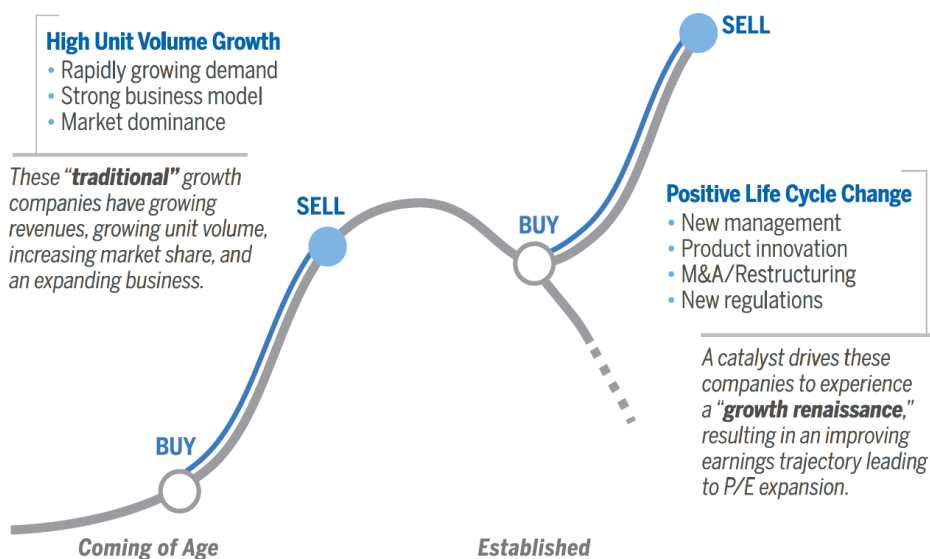 High Unit Volume Growth
• Rapidly growing demand
• Strong business model
• Market dominance
These “traditional” growth
companies have growing
revenues, growing unit volume,
increasing market share, and
an expanding business.
BUY
SELL
BUY
SELL
Positive Life Cycle Change
• New management
• Product innovation
• M&A/Restructuring
• New regulations
A catalyst drives these
companies to experience
a “growth renaissance,”
resulting in an improving
earnings trajectory leading
to P/E expansion.
Coming of Age
Established